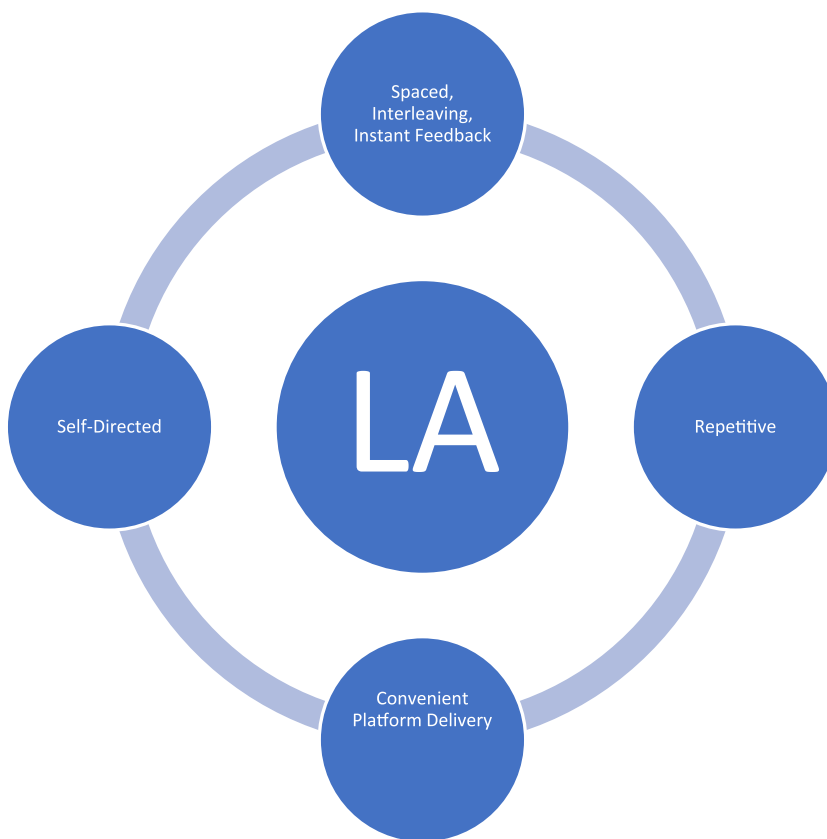 Spaced,
Interleaving,
Instant Feedback
Self-Directed
LA
Repetitive
Convenient
Platform Delivery